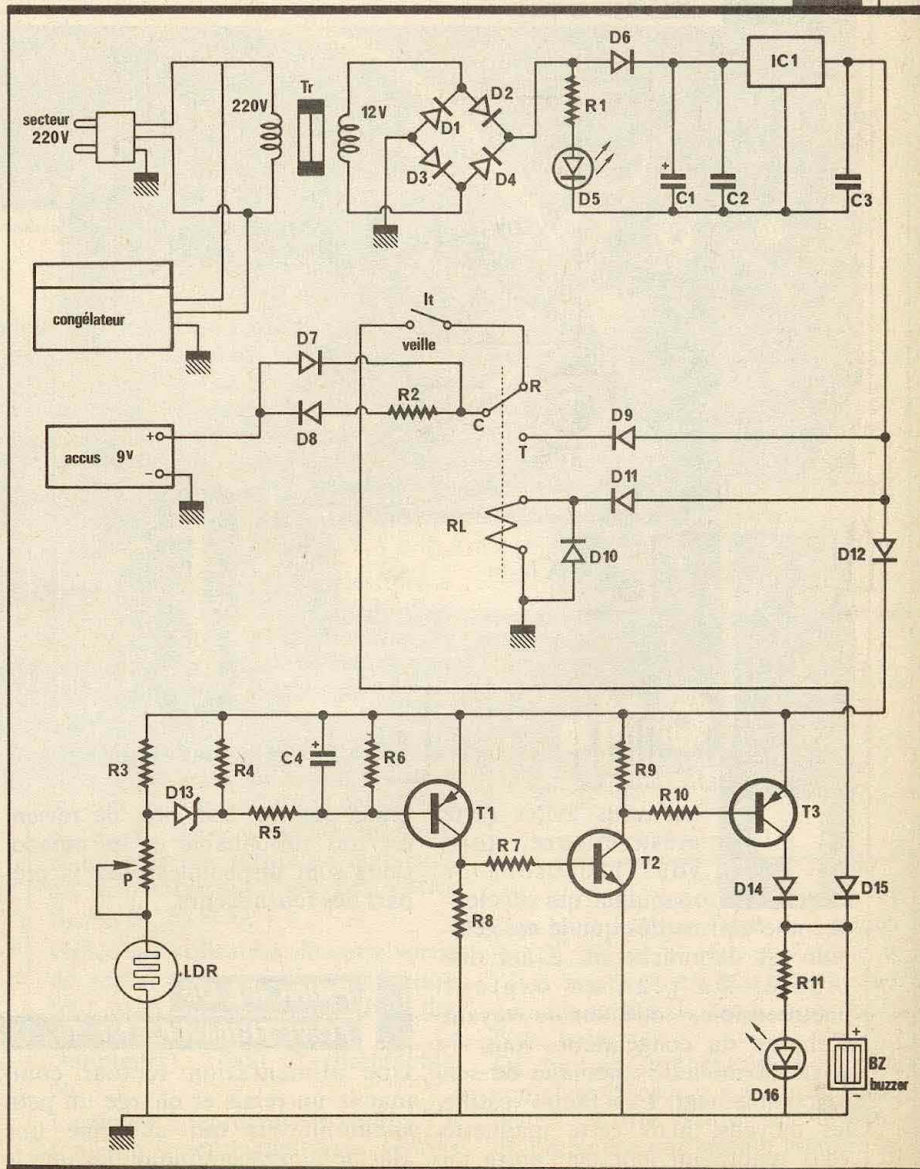 secteur
220V
220V
Tr
12V
D1
D2
D3
D4
D6
R1
D5
C1
C2
IC1
C3
congélateur
It
veille
D7
R2
D8
R
C
T
D9
accus 9V
+
-
RL
D11
D10
D12
R3
D13
R4
R5
C4
+
R6
T1
R9
R10
T3
P
R7
T2
R8
D14
D15
LDR
R11
D16
+
BZ
buzzer
-